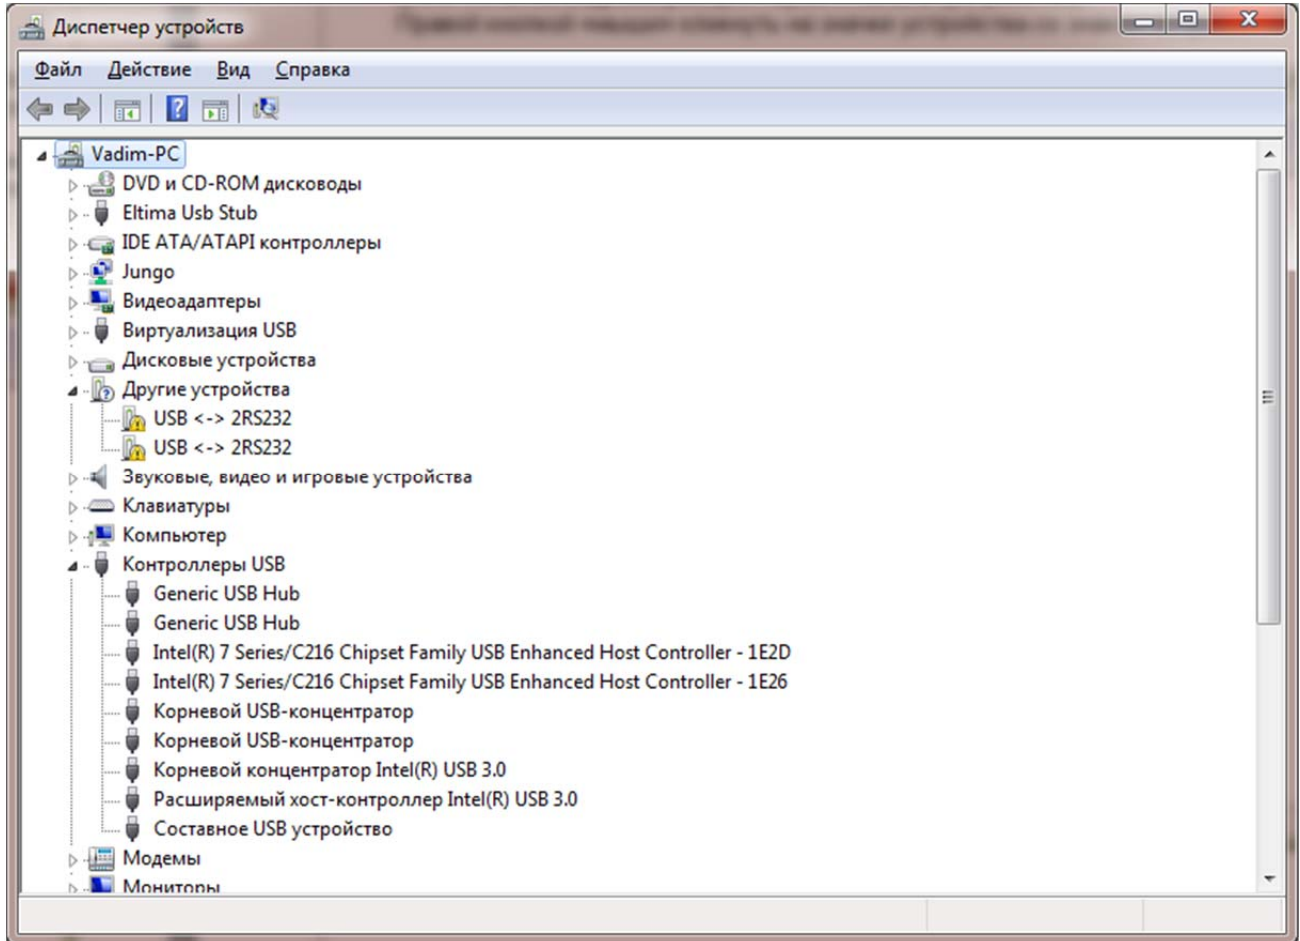 Диспетчер устройств
Файл Действие Вид Справка
Vadim-PC
DVD и CD-ROM дисководы
Eltima Usb Stub
IDE ATA/ATAPI контроллеры
Jungo
Видеоадаптеры
Виртуализация USB
Дисковые устройства
Другие устройства
USB <-> 2RS232
USB <-> 2RS232
Звуковые, видео и игровые устройства
Клавиатуры
Компьютер
Контроллеры USB
Generic USB Hub
Generic USB Hub
Intel(R) 7 Series/C216 Chipset Family USB Enhanced Host Controller - 1E2D
Intel(R) 7 Series/C216 Chipset Family USB Enhanced Host Controller - 1E26
Корневой USB-концентратор
Корневой USB-концентратор
Корневой концентратор Intel(R) USB 3.0
Расширяемый хост-контроллер Intel(R) USB 3.0
Составное USB устройство
Модемы
Мониторы